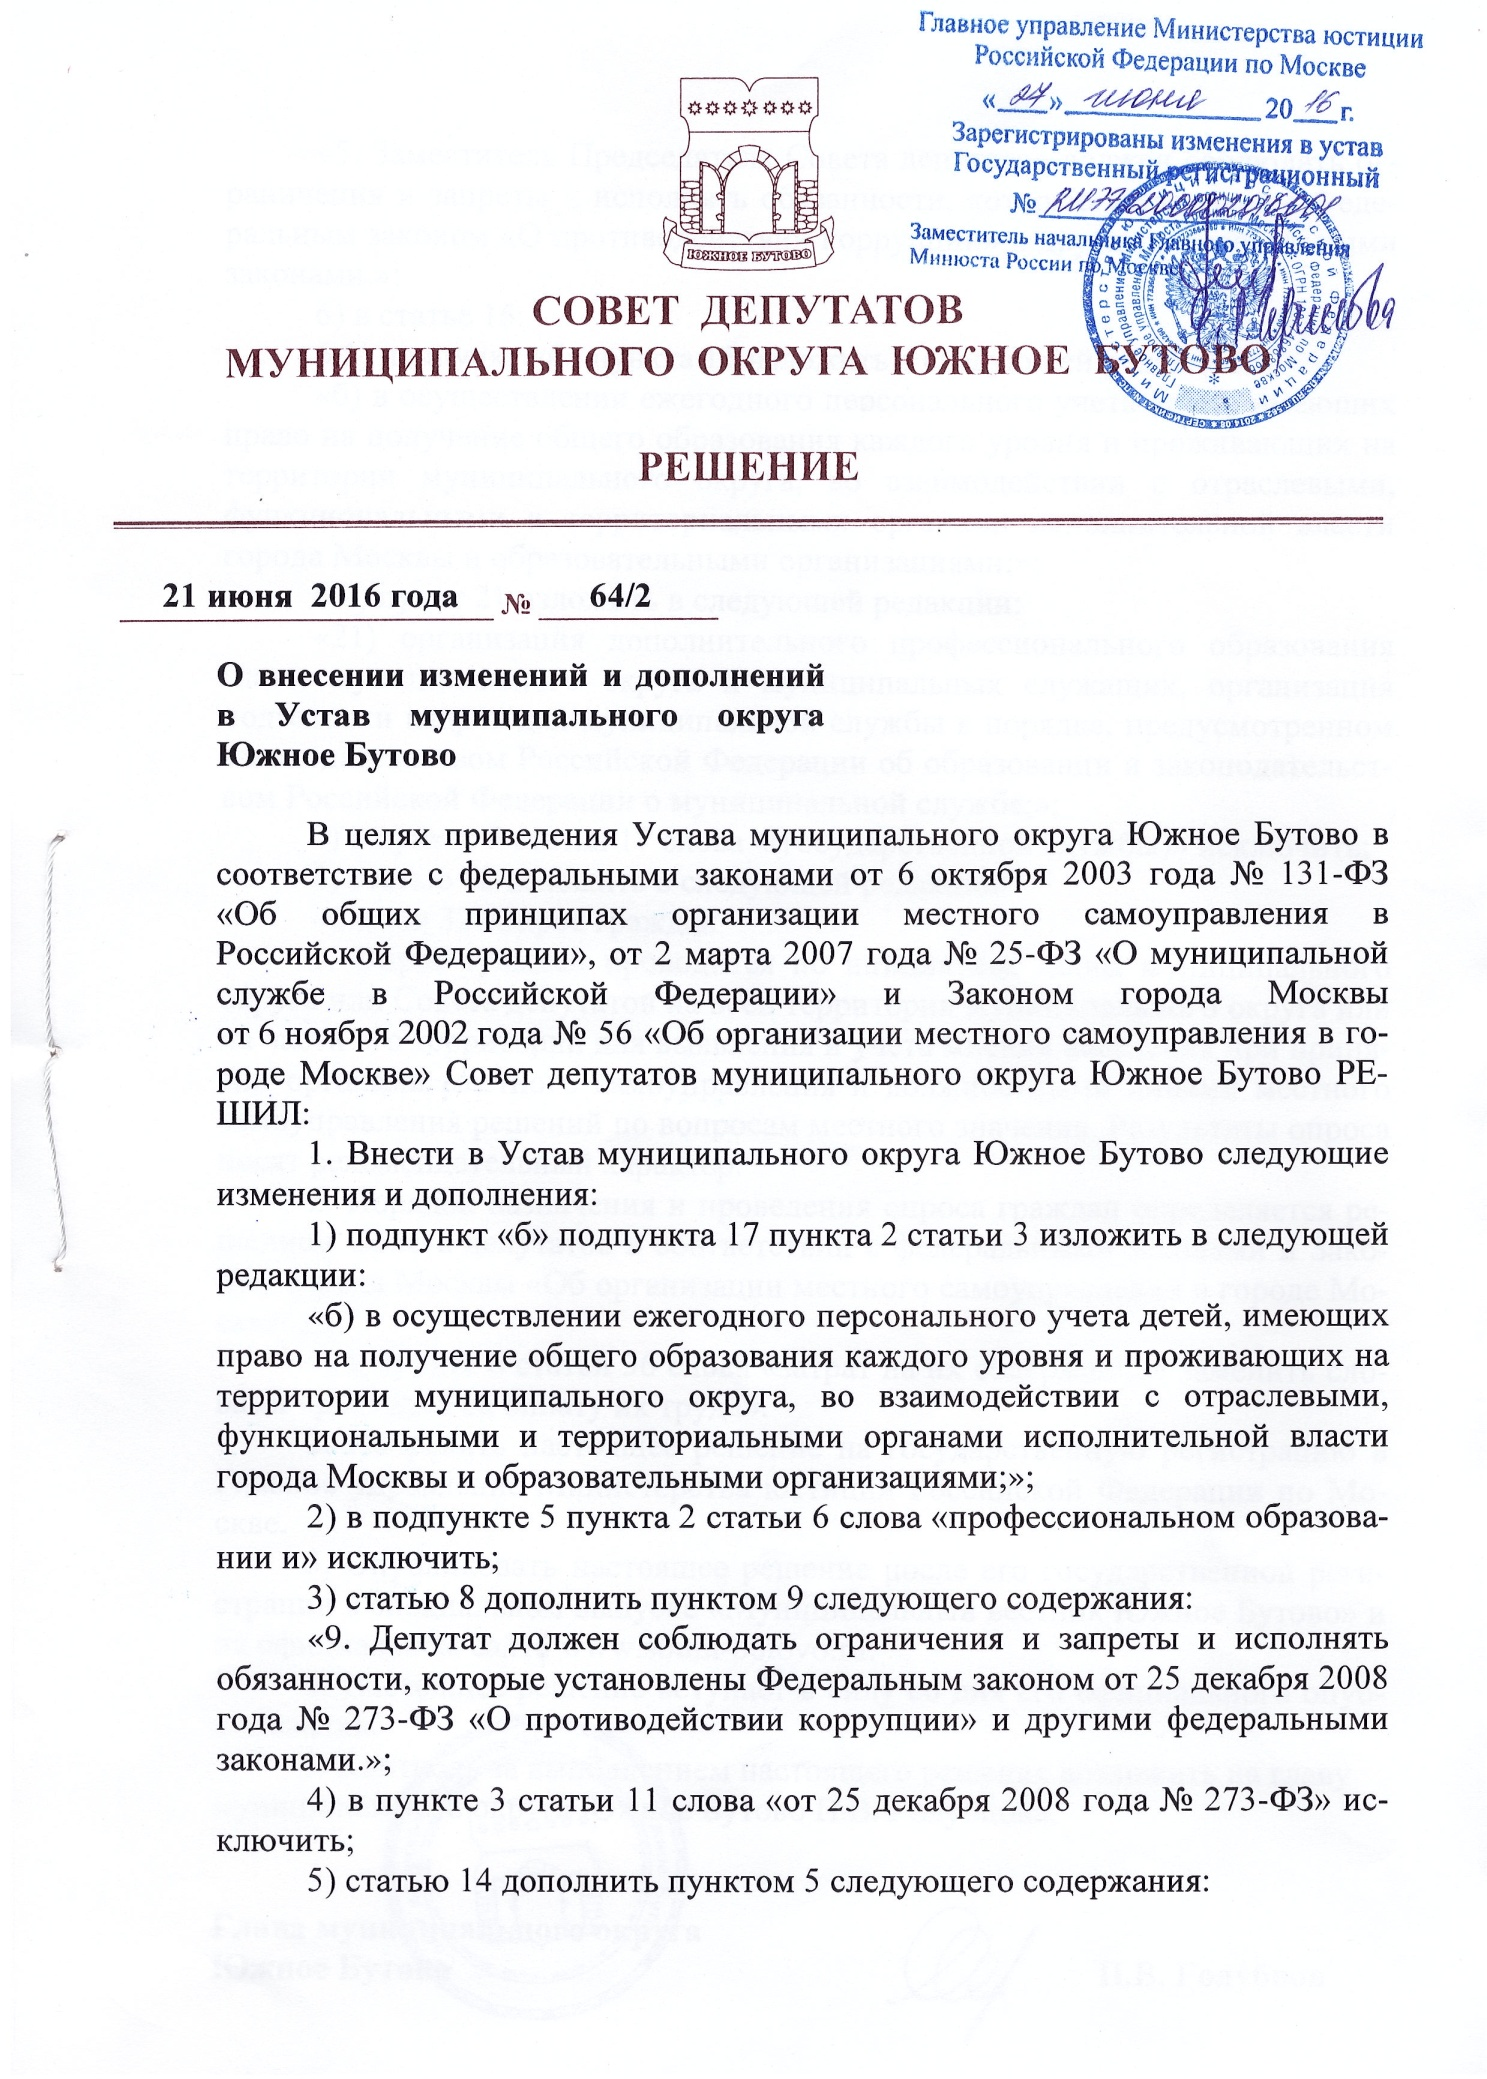 Главное управление Министерства юстиции
Российской Федерации по Москве
«27» июня 2016 г.
Зарегистрированы изменения в устав
Государственный регистрационный
№
Заместитель начальника Главного управления
Минюста России по Москве
ЮЖНОЕ БУТОВО
СОВЕТ ДЕПУТАТОВ
МУНИЦИПАЛЬНОГО ОКРУГА ЮЖНОЕ БУТОВО
РЕШЕНИЕ
21 июня 2016 года № 64/2
О внесении изменений и дополнений
в Устав муниципального округа
Южное Бутово
В целях приведения Устава муниципального округа Южное Бутово в
соответствие с федеральными законами от 6 октября 2003 года № 131-ФЗ
«Об общих принципах организации местного самоуправления в
Российской Федерации», от 2 марта 2007 года № 25-ФЗ «О муниципальной
службе в Российской Федерации» и Законом города Москвы
от 6 ноября 2002 года № 56 «Об организации местного самоуправления в го-
роде Москве» Совет депутатов муниципального округа Южное Бутово РЕ-
ШИЛ:
1. Внести в Устав муниципального округа Южное Бутово следующие
изменения и дополнения:
1) подпункт «б» подпункта 17 пункта 2 статьи 3 изложить в следующей
редакции:
«б) в осуществлении ежегодного персонального учета детей, имеющих
право на получение общего образования каждого уровня и проживающих на
территории муниципального округа, во взаимодействии с отраслевыми,
функциональными и территориальными органами исполнительной власти
города Москвы и образовательными организациями;»;
2) в подпункте 5 пункта 2 статьи 6 слова «профессиональном образова-
нии и» исключить;
3) статью 8 дополнить пунктом 9 следующего содержания:
«9. Депутат должен соблюдать ограничения и запреты и исполнять
обязанности, которые установлены Федеральным законом от 25 декабря 2008
года № 273-ФЗ «О противодействии коррупции» и другими федеральными
законами.»;
4) в пункте 3 статьи 11 слова «от 25 декабря 2008 года № 273-ФЗ» ис-
ключить;
5) статью 14 дополнить пунктом 5 следующего содержания: